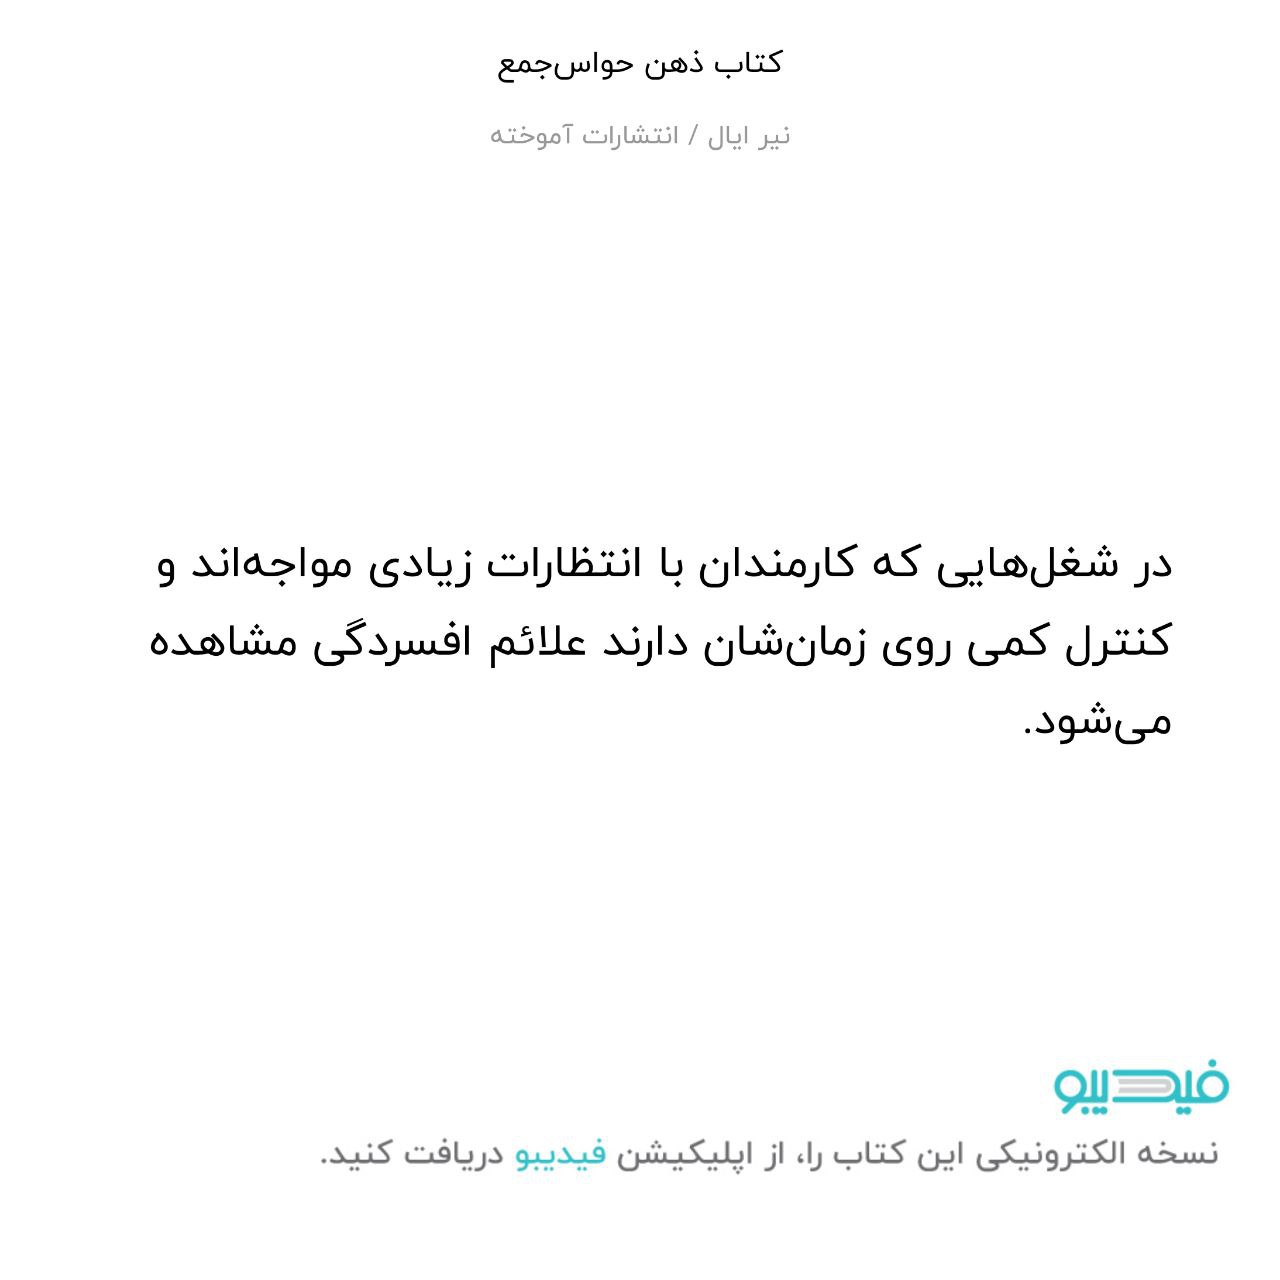 کتاب ذهن حواس‌جمع
نیر ایال / انتشارات آموخته
در شغل‌هایی که کارمندان با انتظارات زیادی مواجه‌اند و
کنترل کمی روی زمان‌شان دارند علائم افسردگی مشاهده
می‌شود.
فیدیبو
نسخه الکترونیکی این کتاب را، از اپلیکیشن فیدیبو دریافت کنید.